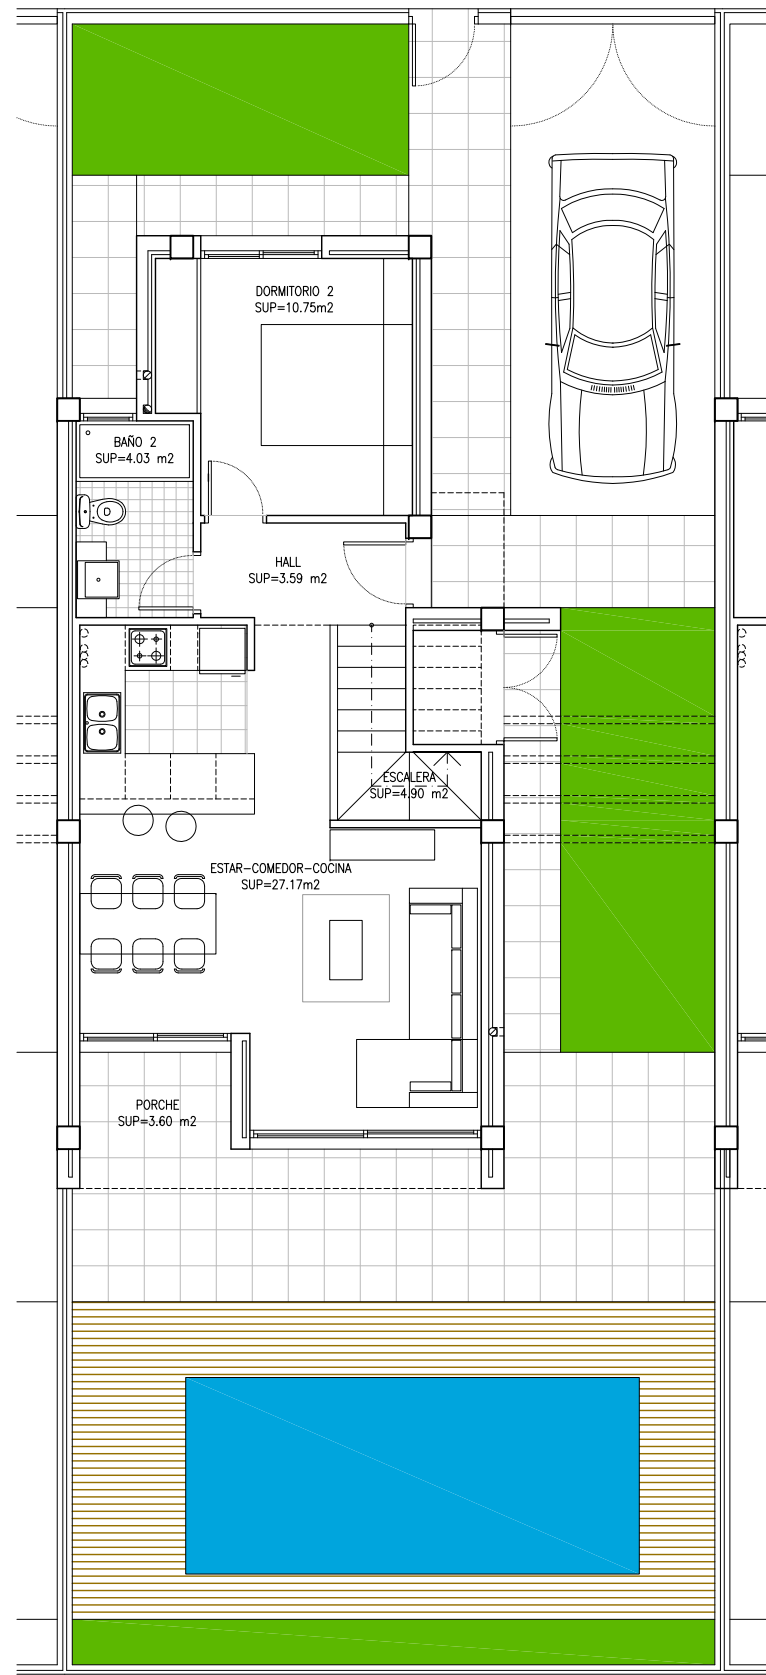 DORMITORIO 2
SUP=10.75m2
BAÑO 2
SUP=4.03 m2
HALL
SUP=3.59 m2
ESCALERA
SUP=4.90 m2
ESTAR-COMEDOR-COCINA
SUP=27.17m2
PORCHE
SUP=3.60 m2